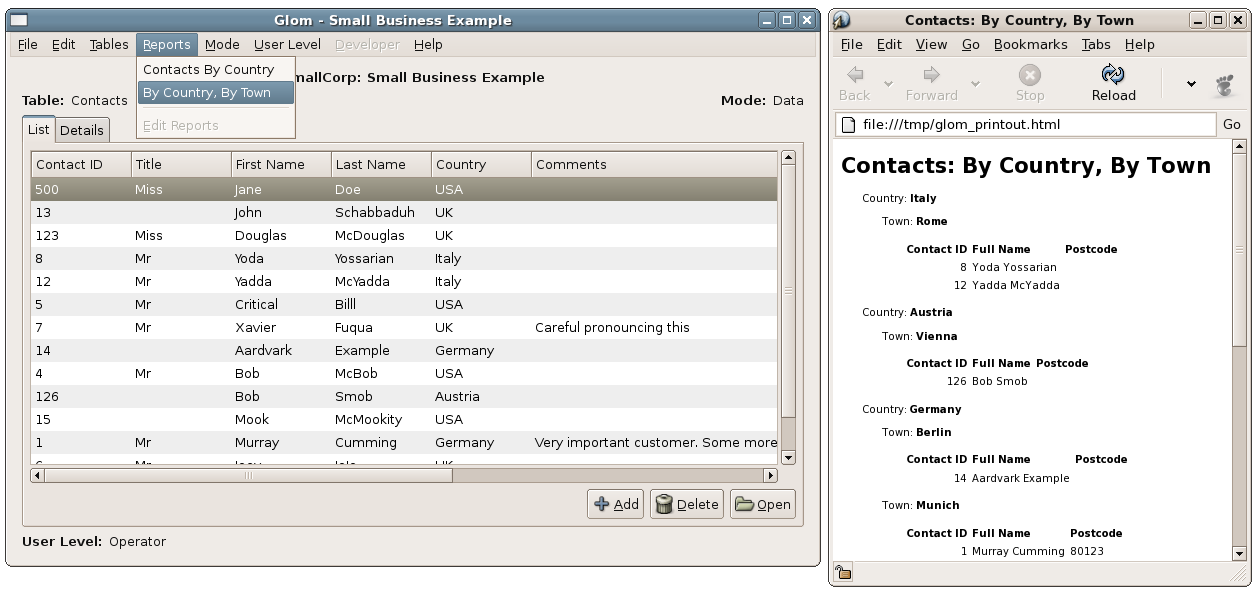 Glom - Small Business Example
File Edit Tables Reports Mode User Level Developer Help
Contacts By Country
By Country, By Town
Edit Reports
mallCorp: Small Business Example
Table: Contacts
Mode: Data
List Details
Contact ID Title First Name Last Name Country Comments
500 Miss Jane Doe USA
13 John Schabbaduh UK
123 Miss Douglas McDouglas UK
8 Mr Yoda Yossarian Italy
12 Mr Yadda McYadda Italy
5 Mr Critical Billl USA
7 Mr Xavier Fuqua UK Careful pronouncing this
14 Aardvark Example Germany
4 Mr Bob McBob USA
126 Bob Smob Austria
15 Mook McMookity USA
1 Mr Murray Cumming Germany Very important customer. Some more
Add Delete Open
User Level: Operator
Contacts: By Country, By Town
File Edit View Go Bookmarks Tabs Help
Back Forward Stop Reload
file:///tmp/glom_printout.html Go
Contacts: By Country, By Town
Country: Italy
Town: Rome
Contact ID Full Name Postcode
8 Yoda Yossarian
12 Yadda McYadda
Country: Austria
Town: Vienna
Contact ID Full Name Postcode
126 Bob Smob
Country: Germany
Town: Berlin
Contact ID Full Name Postcode
14 Aardvark Example
Town: Munich
Contact ID Full Name Postcode
1 Murray Cumming 80123